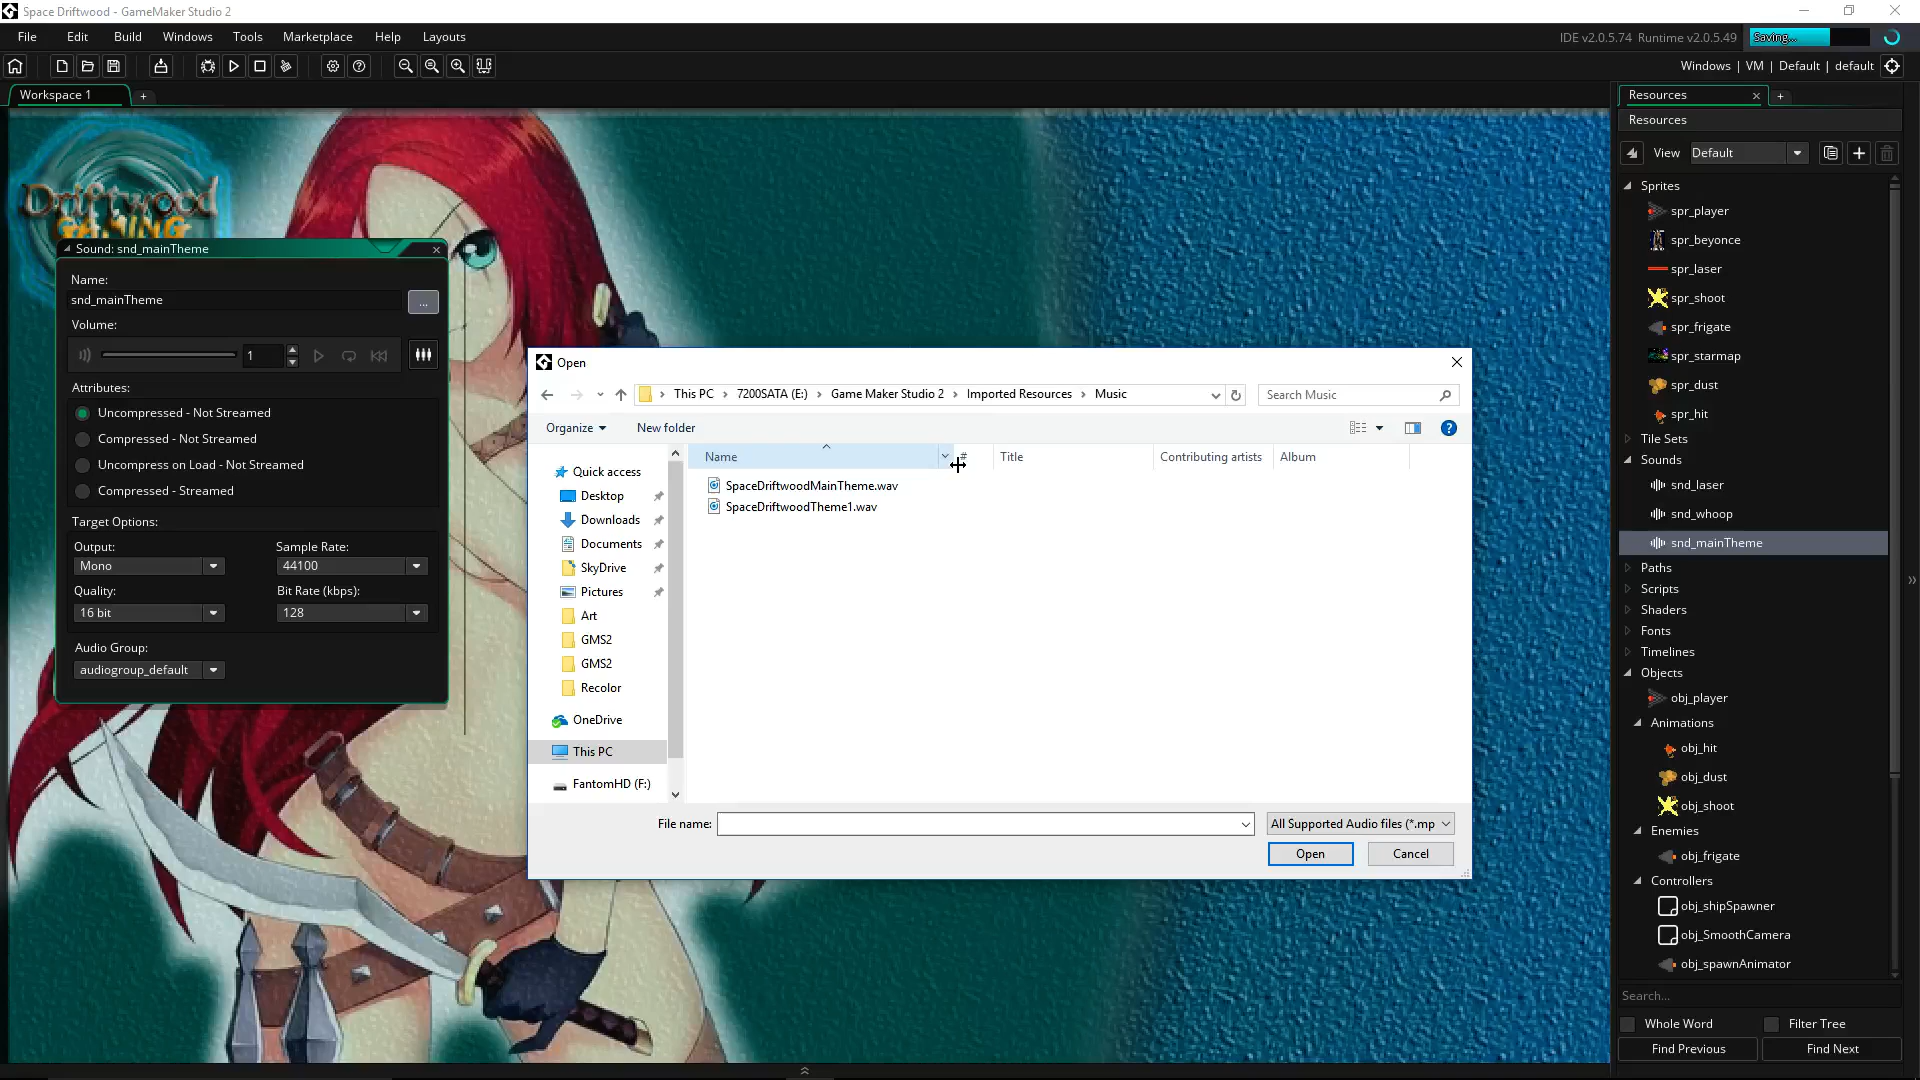 Space Driftwood - GameMaker Studio 2
File Edit Build Windows Tools Marketplace Help Layouts
IDE v2.0.5.74 Runtime v2.0.5.49 Saving...
Windows | VM | Default | default
Workspace 1 +
Driftwood
GAMING
Sound: snd_mainTheme
Name:
snd_mainTheme ...
Volume:
1
Attributes:
Uncompressed - Not Streamed
Compressed - Not Streamed
Uncompress on Load - Not Streamed
Compressed - Streamed
Target Options:
Output: Sample Rate:
Mono 44100
Quality: Bit Rate (kbps):
16 bit 128
Audio Group:
audiogroup_default
Open
This PC > 7200SATA (E:) > Game Maker Studio 2 > Imported Resources > Music
Search Music
Organize New folder
Name # Title Contributing artists Album
SpaceDriftwoodMainTheme.wav
SpaceDriftwoodTheme1.wav
Quick access
Desktop
Downloads
Documents
SkyDrive
Pictures
Art
GMS2
GMS2
Recolor
OneDrive
This PC
FantomHD (F:)
File name: All Supported Audio files (*.mp
Open Cancel
Resources +
Resources
View Default
Sprites
spr_player
spr_beyonce
spr_laser
spr_shoot
spr_frigate
spr_starmap
spr_dust
spr_hit
Tile Sets
Sounds
snd_laser
snd_whoop
snd_mainTheme
Paths
Scripts
Shaders
Fonts
Timelines
Objects
obj_player
Animations
obj_hit
obj_dust
obj_shoot
Enemies
obj_frigate
Controllers
obj_shipSpawner
obj_SmoothCamera
obj_spawnAnimator
Search...
Whole Word Filter Tree
Find Previous Find Next